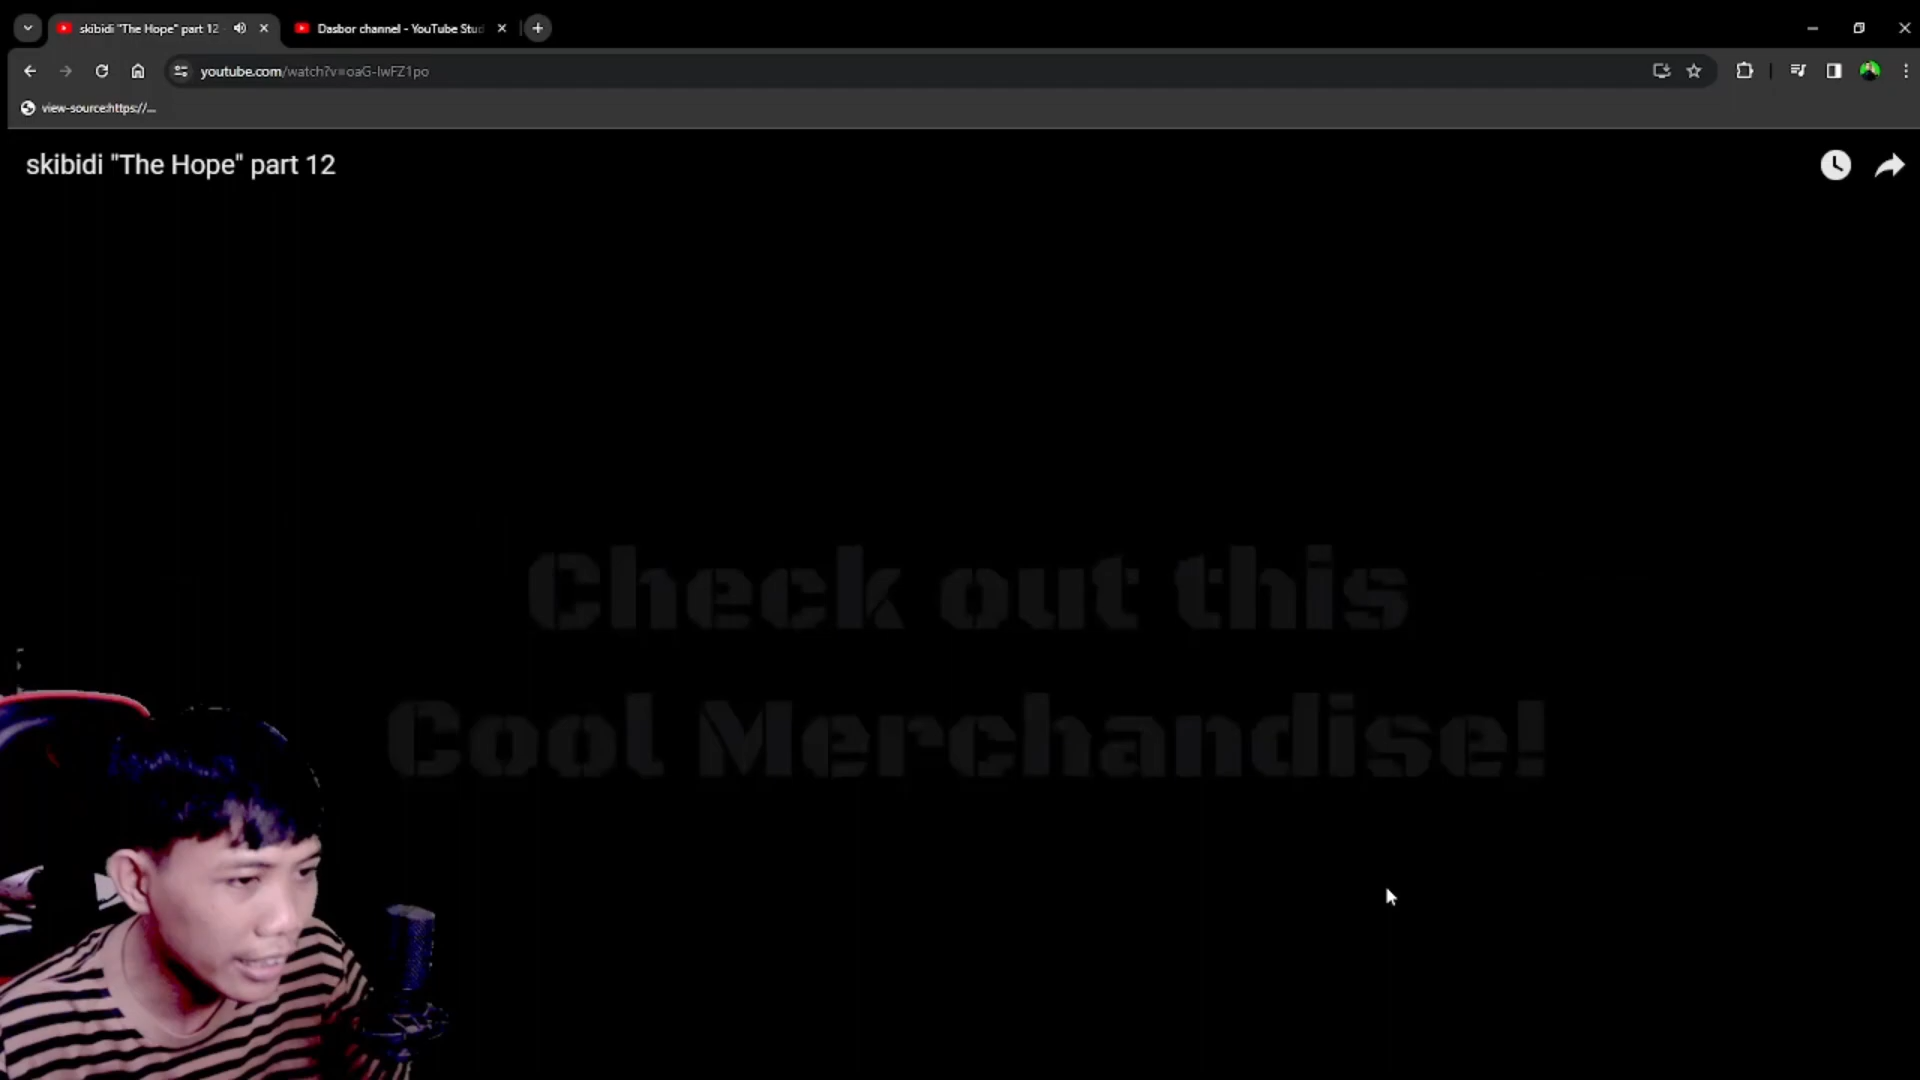 skibidi "The Hope" part 12
Dasbor channel - YouTube Stud
youtube.com/watch?v=oaG-lwFZ1po
view-source:https://...
skibidi "The Hope" part 12
Check out this
Cool Merchandise!